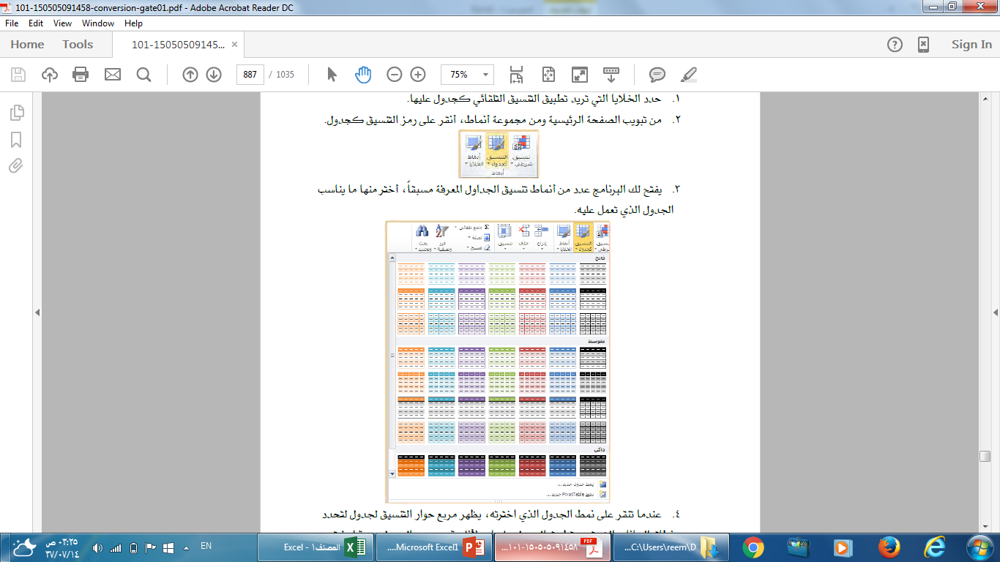 101-150505091458-conversion-gate01.pdf - Adobe Acrobat Reader DC
File Edit View Window Help
Home Tools 101-15050509145... × Sign In
887 / 1035 75%
١. حدد الخلايا التي تريد تطبيق التنسيق التلقائي كجدول عليها.
٢. من تبويب الصفحة الرئيسية ومن مجموعة أنماط، أنقر على رمز التنسيق كجدول.
تنسيق شرطي التنسيق كجدول أنماط الخلايا
أنماط
٣. يفتح لك البرنامج عدد من أنماط تنسيق الجداول المعرفة مسبقاً، أختر منها ما يناسب
الجدول الذي تعمل عليه.
التنسيق كجدول أنماط الخلايا إدراج حذف تنسيق جمع تلقائي تعبئة مسح فرز وتصفية بحث وتحديد
فاتح
متوسط
داكن
نمط جدول جديد...
نمط PivotTable جديد...
٤. عندما تنقر على نمط الجدول الذي اخترته، يظهر مربع حوار التنسيق لجدول لتحدد
٠٣:٢٥ ص
٣٧/٠٧/١٤
EN
المصنف١ - Excel
Microsoft Excel1...
١٠١-١٥٠٥٠٥٠٩١٤٥٨...
C:\Users\reem\D...